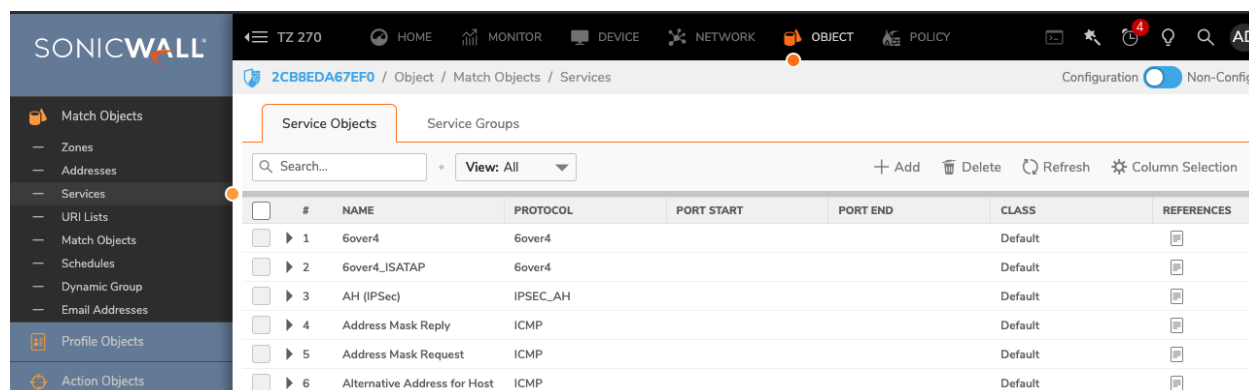 SONICWALL
TZ 270 HOME MONITOR DEVICE NETWORK OBJECT POLICY 4 AD
2CB8EDA67EF0 / Object / Match Objects / Services Configuration Non-Config
Match Objects
Zones
Addresses
Services
URI Lists
Match Objects
Schedules
Dynamic Group
Email Addresses
Profile Objects
Action Objects
Service Objects Service Groups
Search... View: All Add Delete Refresh Column Selection
# NAME PROTOCOL PORT START PORT END CLASS REFERENCES
1 6over4 6over4 Default
2 6over4_ISATAP 6over4 Default
3 AH (IPSec) IPSEC_AH Default
4 Address Mask Reply ICMP Default
5 Address Mask Request ICMP Default
6 Alternative Address for Host ICMP Default